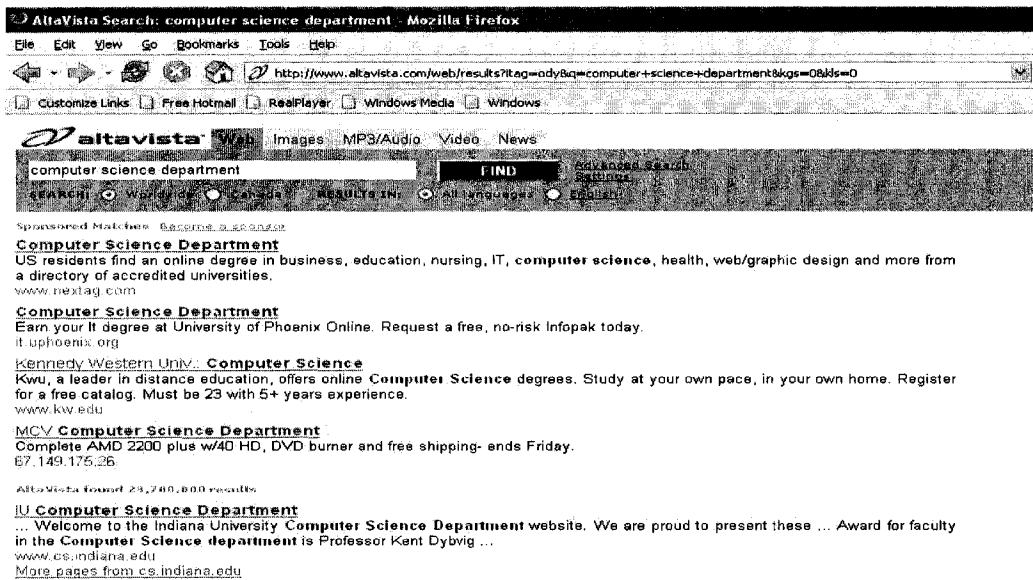 AltaVista Search: computer science department - Mozilla Firefox
File Edit View Go Bookmarks Tools Help
http://www.altavista.com/web/results?itag=ody&q=computer+science+department&kgs=0&kls=0
Customize Links Free Hotmail RealPlayer Windows Media Windows
altavista Web Images MP3/Audio Video News
computer science department FIND Advanced Search
Settings
SEARCH: Worldwide Canada RESULTS IN: All languages English
Sponsored Matches Become a sponsor
Computer Science Department
US residents find an online degree in business, education, nursing, IT, computer science, health, web/graphic design and more from
a directory of accredited universities.
www.nextag.com
Computer Science Department
Earn your It degree at University of Phoenix Online. Request a free, no-risk Infopak today.
it.uphoenix.org
Kennedy Western Univ.: Computer Science
Kwu, a leader in distance education, offers online Computer Science degrees. Study at your own pace, in your own home. Register
for a free catalog. Must be 23 with 5+ years experience.
www.kw.edu
MCV Computer Science Department
Complete AMD 2200 plus w/40 HD, DVD burner and free shipping- ends Friday.
67.149.175.26
AltaVista found results
IU Computer Science Department
... Welcome to the Indiana University Computer Science Department website. We are proud to present these ... Award for faculty
in the Computer Science department is Professor Kent Dybvig ...
www.cs.indiana.edu
More pages from cs.indiana.edu